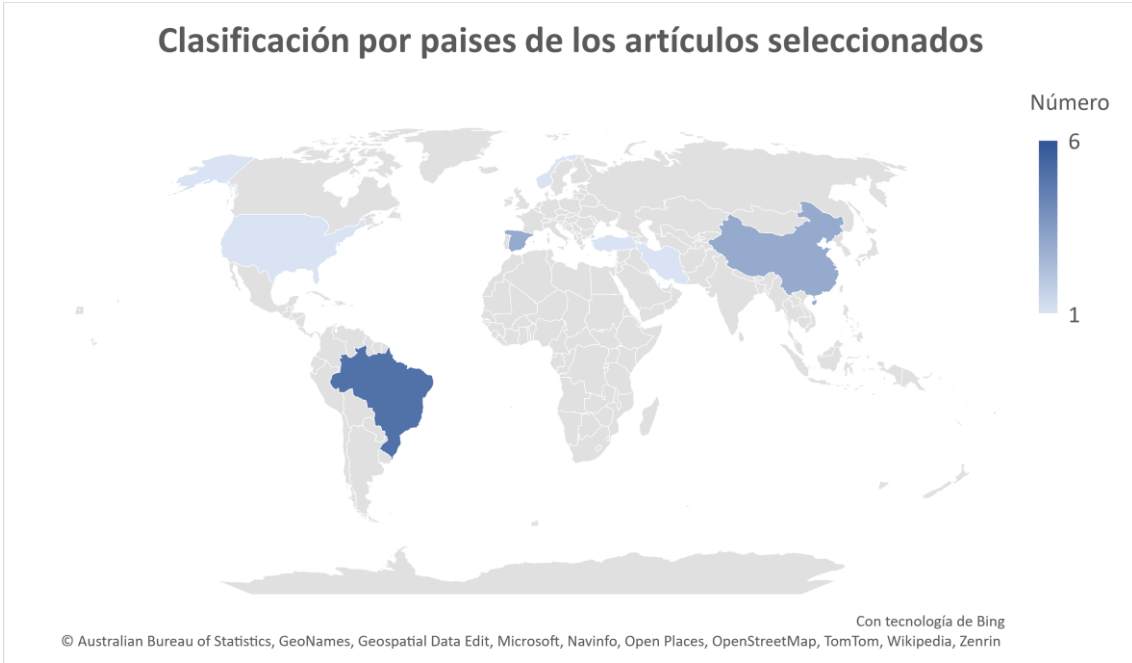 Clasificación por paises de los artículos seleccionados
Número
6
1
Con tecnología de Bing
© Australian Bureau of Statistics, GeoNames, Geospatial Data Edit, Microsoft, Navinfo, Open Places, OpenStreetMap, TomTom, Wikipedia, Zenrin